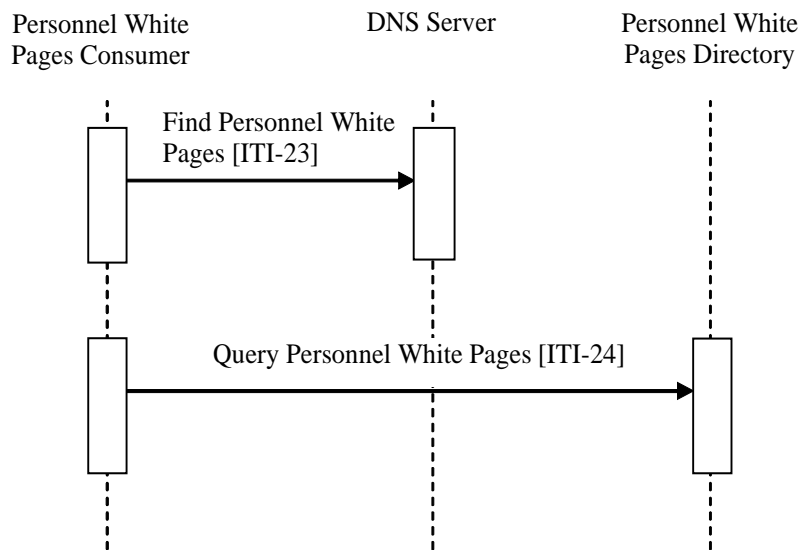 Personnel White
Pages Consumer
DNS Server
Personnel White
Pages Directory
Find Personnel White
Pages [ITI-23]
Query Personnel White Pages [ITI-24]